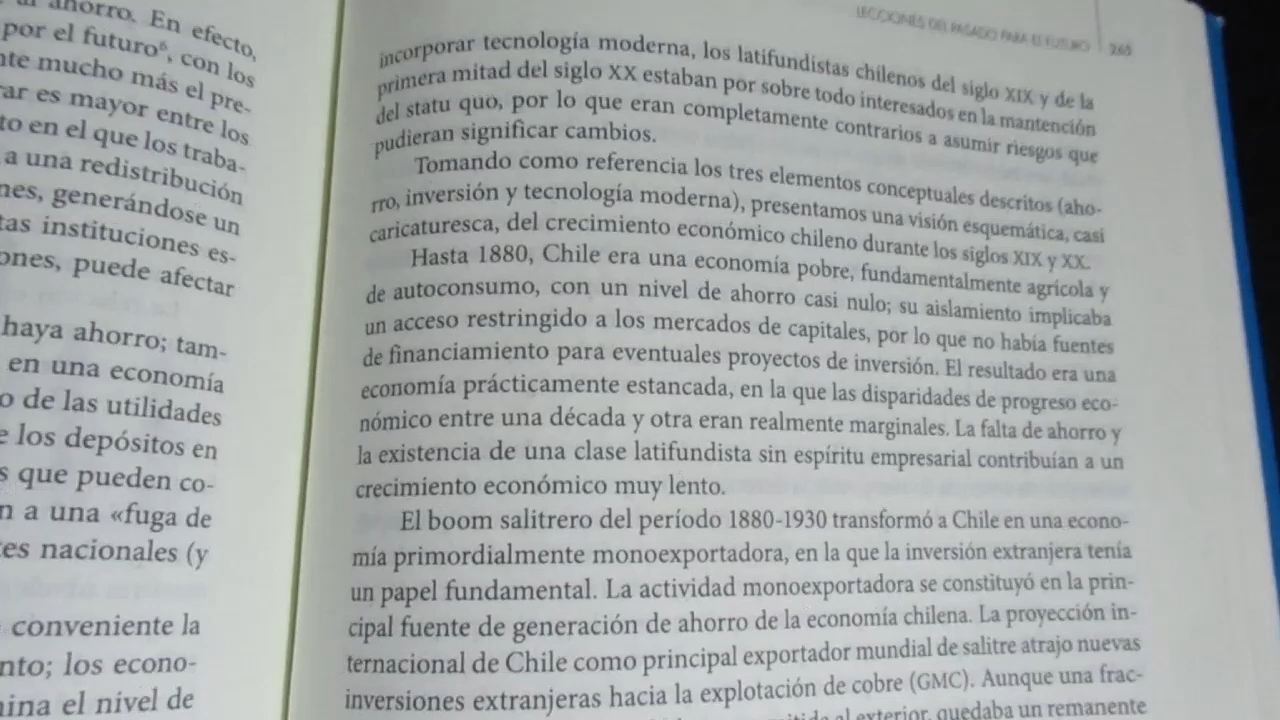 al ahorro. En efecto,
por el futuro⁶, con los
nte mucho más el pre-
rar es mayor entre los
to en el que los traba-
a una redistribución
nes, generándose un
tas instituciones es-
ones, puede afectar
haya ahorro; tam-
en una economía
o de las utilidades
e los depósitos en
s que pueden co-
n a una «fuga de
tes nacionales (y
conveniente la
nto; los econo-
nina el nivel de
LECCIONES DEL PASADO PARA EL FUTURO | 265
incorporar tecnología moderna, los latifundistas chilenos del siglo XIX y de la
primera mitad del siglo XX estaban por sobre todo interesados en la mantención
del statu quo, por lo que eran completamente contrarios a asumir riesgos que
pudieran significar cambios.
Tomando como referencia los tres elementos conceptuales descritos (aho-
rro, inversión y tecnología moderna), presentamos una visión esquemática, casi
caricaturesca, del crecimiento económico chileno durante los siglos XIX y XX.
Hasta 1880, Chile era una economía pobre, fundamentalmente agrícola y
de autoconsumo, con un nivel de ahorro casi nulo; su aislamiento implicaba
un acceso restringido a los mercados de capitales, por lo que no había fuentes
de financiamiento para eventuales proyectos de inversión. El resultado era una
economía prácticamente estancada, en la que las disparidades de progreso eco-
nómico entre una década y otra eran realmente marginales. La falta de ahorro y
la existencia de una clase latifundista sin espíritu empresarial contribuían a un
crecimiento económico muy lento.
El boom salitrero del período 1880-1930 transformó a Chile en una econo-
mía primordialmente monoexportadora, en la que la inversión extranjera tenía
un papel fundamental. La actividad monoexportadora se constituyó en la prin-
cipal fuente de generación de ahorro de la economía chilena. La proyección in-
ternacional de Chile como principal exportador mundial de salitre atrajo nuevas
inversiones extranjeras hacia la explotación de cobre (GMC). Aunque una frac-
al exterior, quedaba un remanente